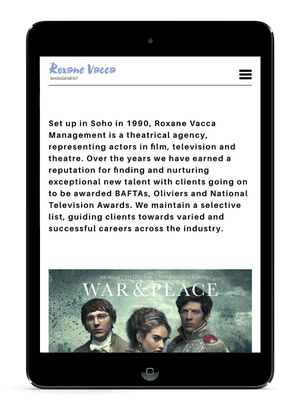 Roxane Vacca
MANAGEMENT
Set up in Soho in 1990, Roxane Vacca
Management is a theatrical agency,
representing actors in film, television and
theatre. Over the years we have earned a
reputation for finding and nurturing
exceptional new talent with clients going on
to be awarded BAFTAs, Oliviers and National
Television Awards. We maintain a selective
list, guiding clients towards varied and
successful careers across the industry.
WAR & PEACE